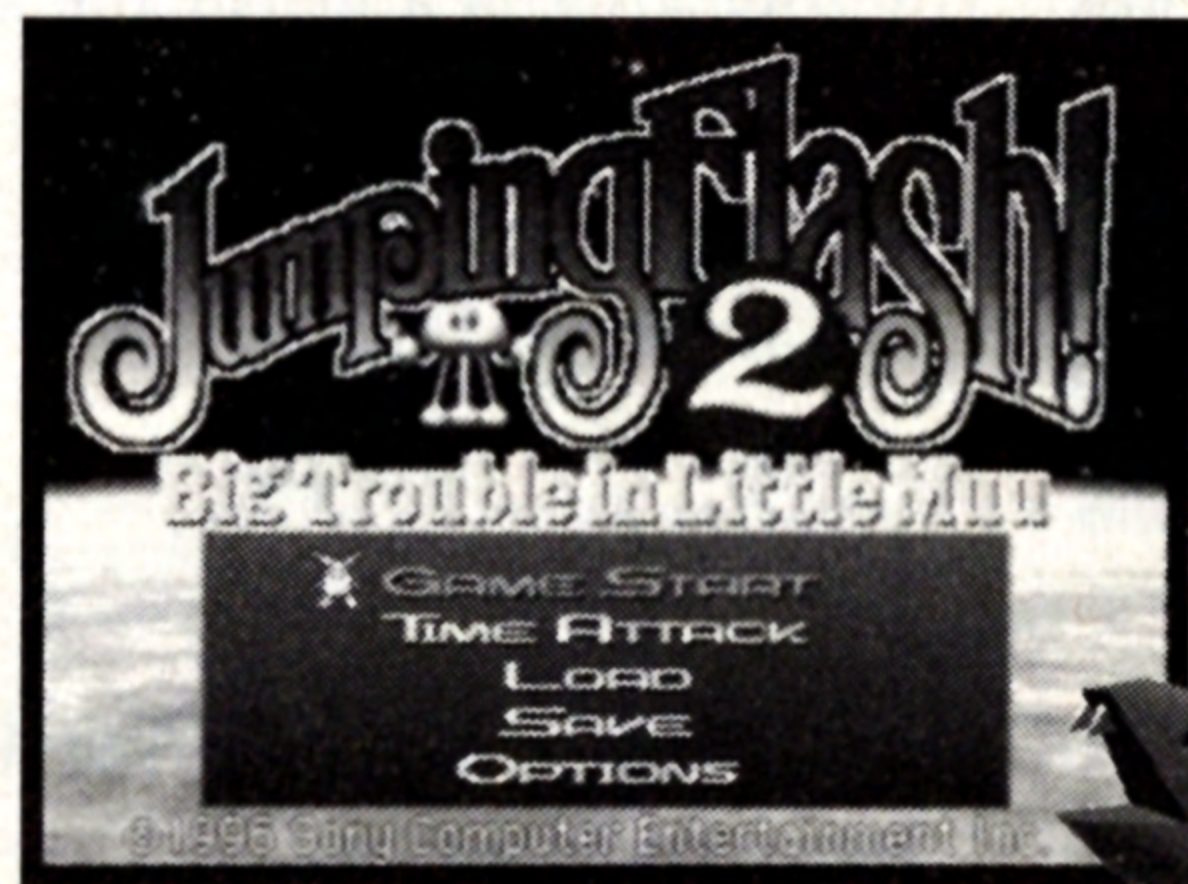 Jumping Flash!
2
Big Trouble in Little Muu
Game Start
Time Attack
Load
Save
Options
©1996 Sony Computer Entertainment Inc.